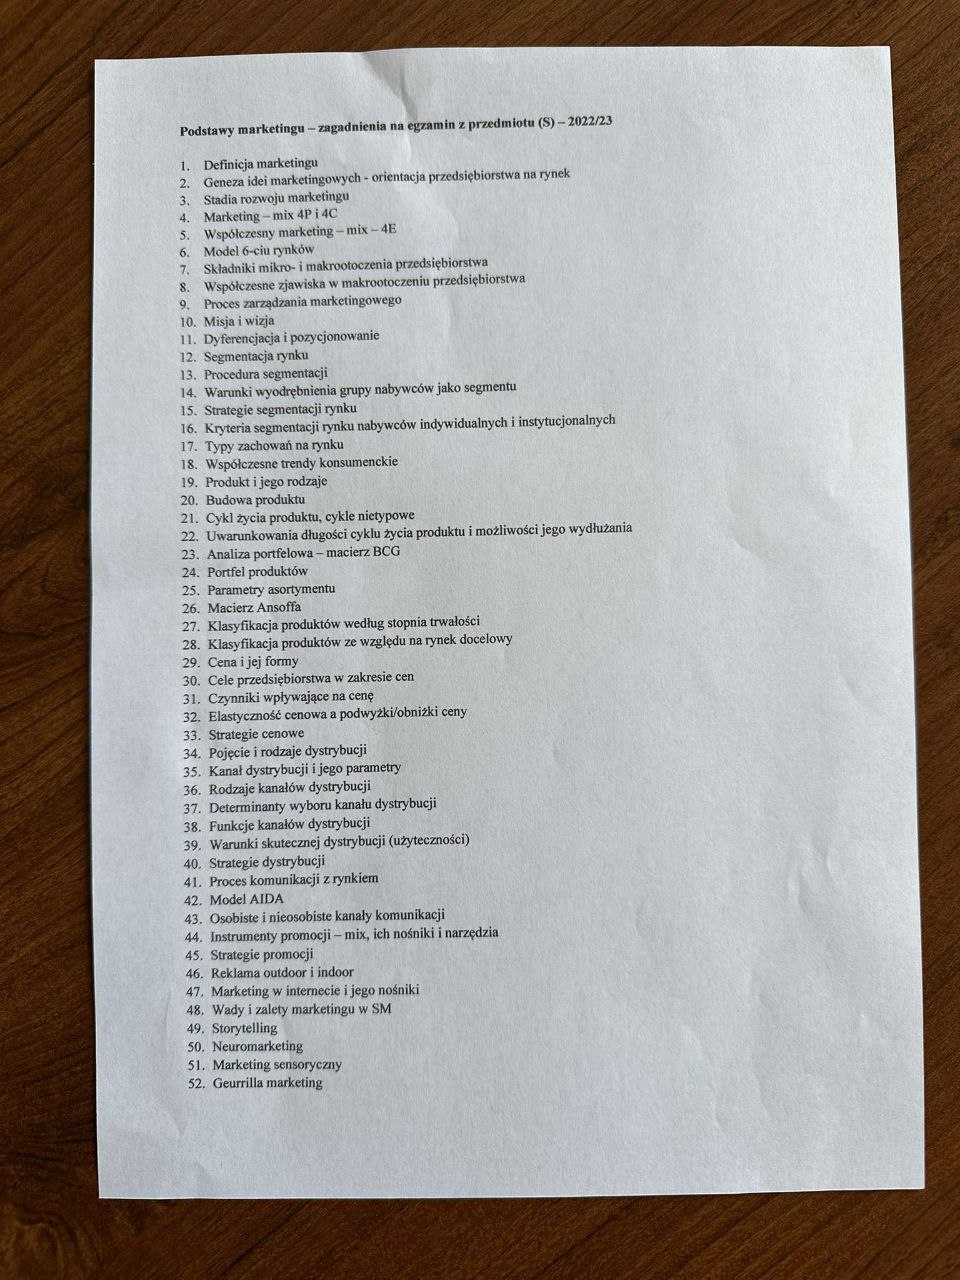 Podstawy marketingu – zagadnienia na egzamin z przedmiotu (S) – 2022/23
1. Definicja marketingu
2. Geneza idei marketingowych - orientacja przedsiębiorstwa na rynek
3. Stadia rozwoju marketingu
4. Marketing – mix 4P i 4C
5. Współczesny marketing – mix – 4E
6. Model 6-ciu rynków
7. Składniki mikro- i makrootoczenia przedsiębiorstwa
8. Współczesne zjawiska w makrootoczeniu przedsiębiorstwa
9. Proces zarządzania marketingowego
10. Misja i wizja
11. Dyferencjacja i pozycjonowanie
12. Segmentacja rynku
13. Procedura segmentacji
14. Warunki wyodrębnienia grupy nabywców jako segmentu
15. Strategie segmentacji rynku
16. Kryteria segmentacji rynku nabywców indywidualnych i instytucjonalnych
17. Typy zachowań na rynku
18. Współczesne trendy konsumenckie
19. Produkt i jego rodzaje
20. Budowa produktu
21. Cykl życia produktu, cykle nietypowe
22. Uwarunkowania długości cyklu życia produktu i możliwości jego wydłużania
23. Analiza portfelowa – macierz BCG
24. Portfel produktów
25. Parametry asortymentu
26. Macierz Ansoffa
27. Klasyfikacja produktów według stopnia trwałości
28. Klasyfikacja produktów ze względu na rynek docelowy
29. Cena i jej formy
30. Cele przedsiębiorstwa w zakresie cen
31. Czynniki wpływające na cenę
32. Elastyczność cenowa a podwyżki/obniżki ceny
33. Strategie cenowe
34. Pojęcie i rodzaje dystrybucji
35. Kanał dystrybucji i jego parametry
36. Rodzaje kanałów dystrybucji
37. Determinanty wyboru kanału dystrybucji
38. Funkcje kanałów dystrybucji
39. Warunki skutecznej dystrybucji (użyteczności)
40. Strategie dystrybucji
41. Proces komunikacji z rynkiem
42. Model AIDA
43. Osobiste i nieosobiste kanały komunikacji
44. Instrumenty promocji – mix, ich nośniki i narzędzia
45. Strategie promocji
46. Reklama outdoor i indoor
47. Marketing w internecie i jego nośniki
48. Wady i zalety marketingu w SM
49. Storytelling
50. Neuromarketing
51. Marketing sensoryczny
52. Geurrilla marketing